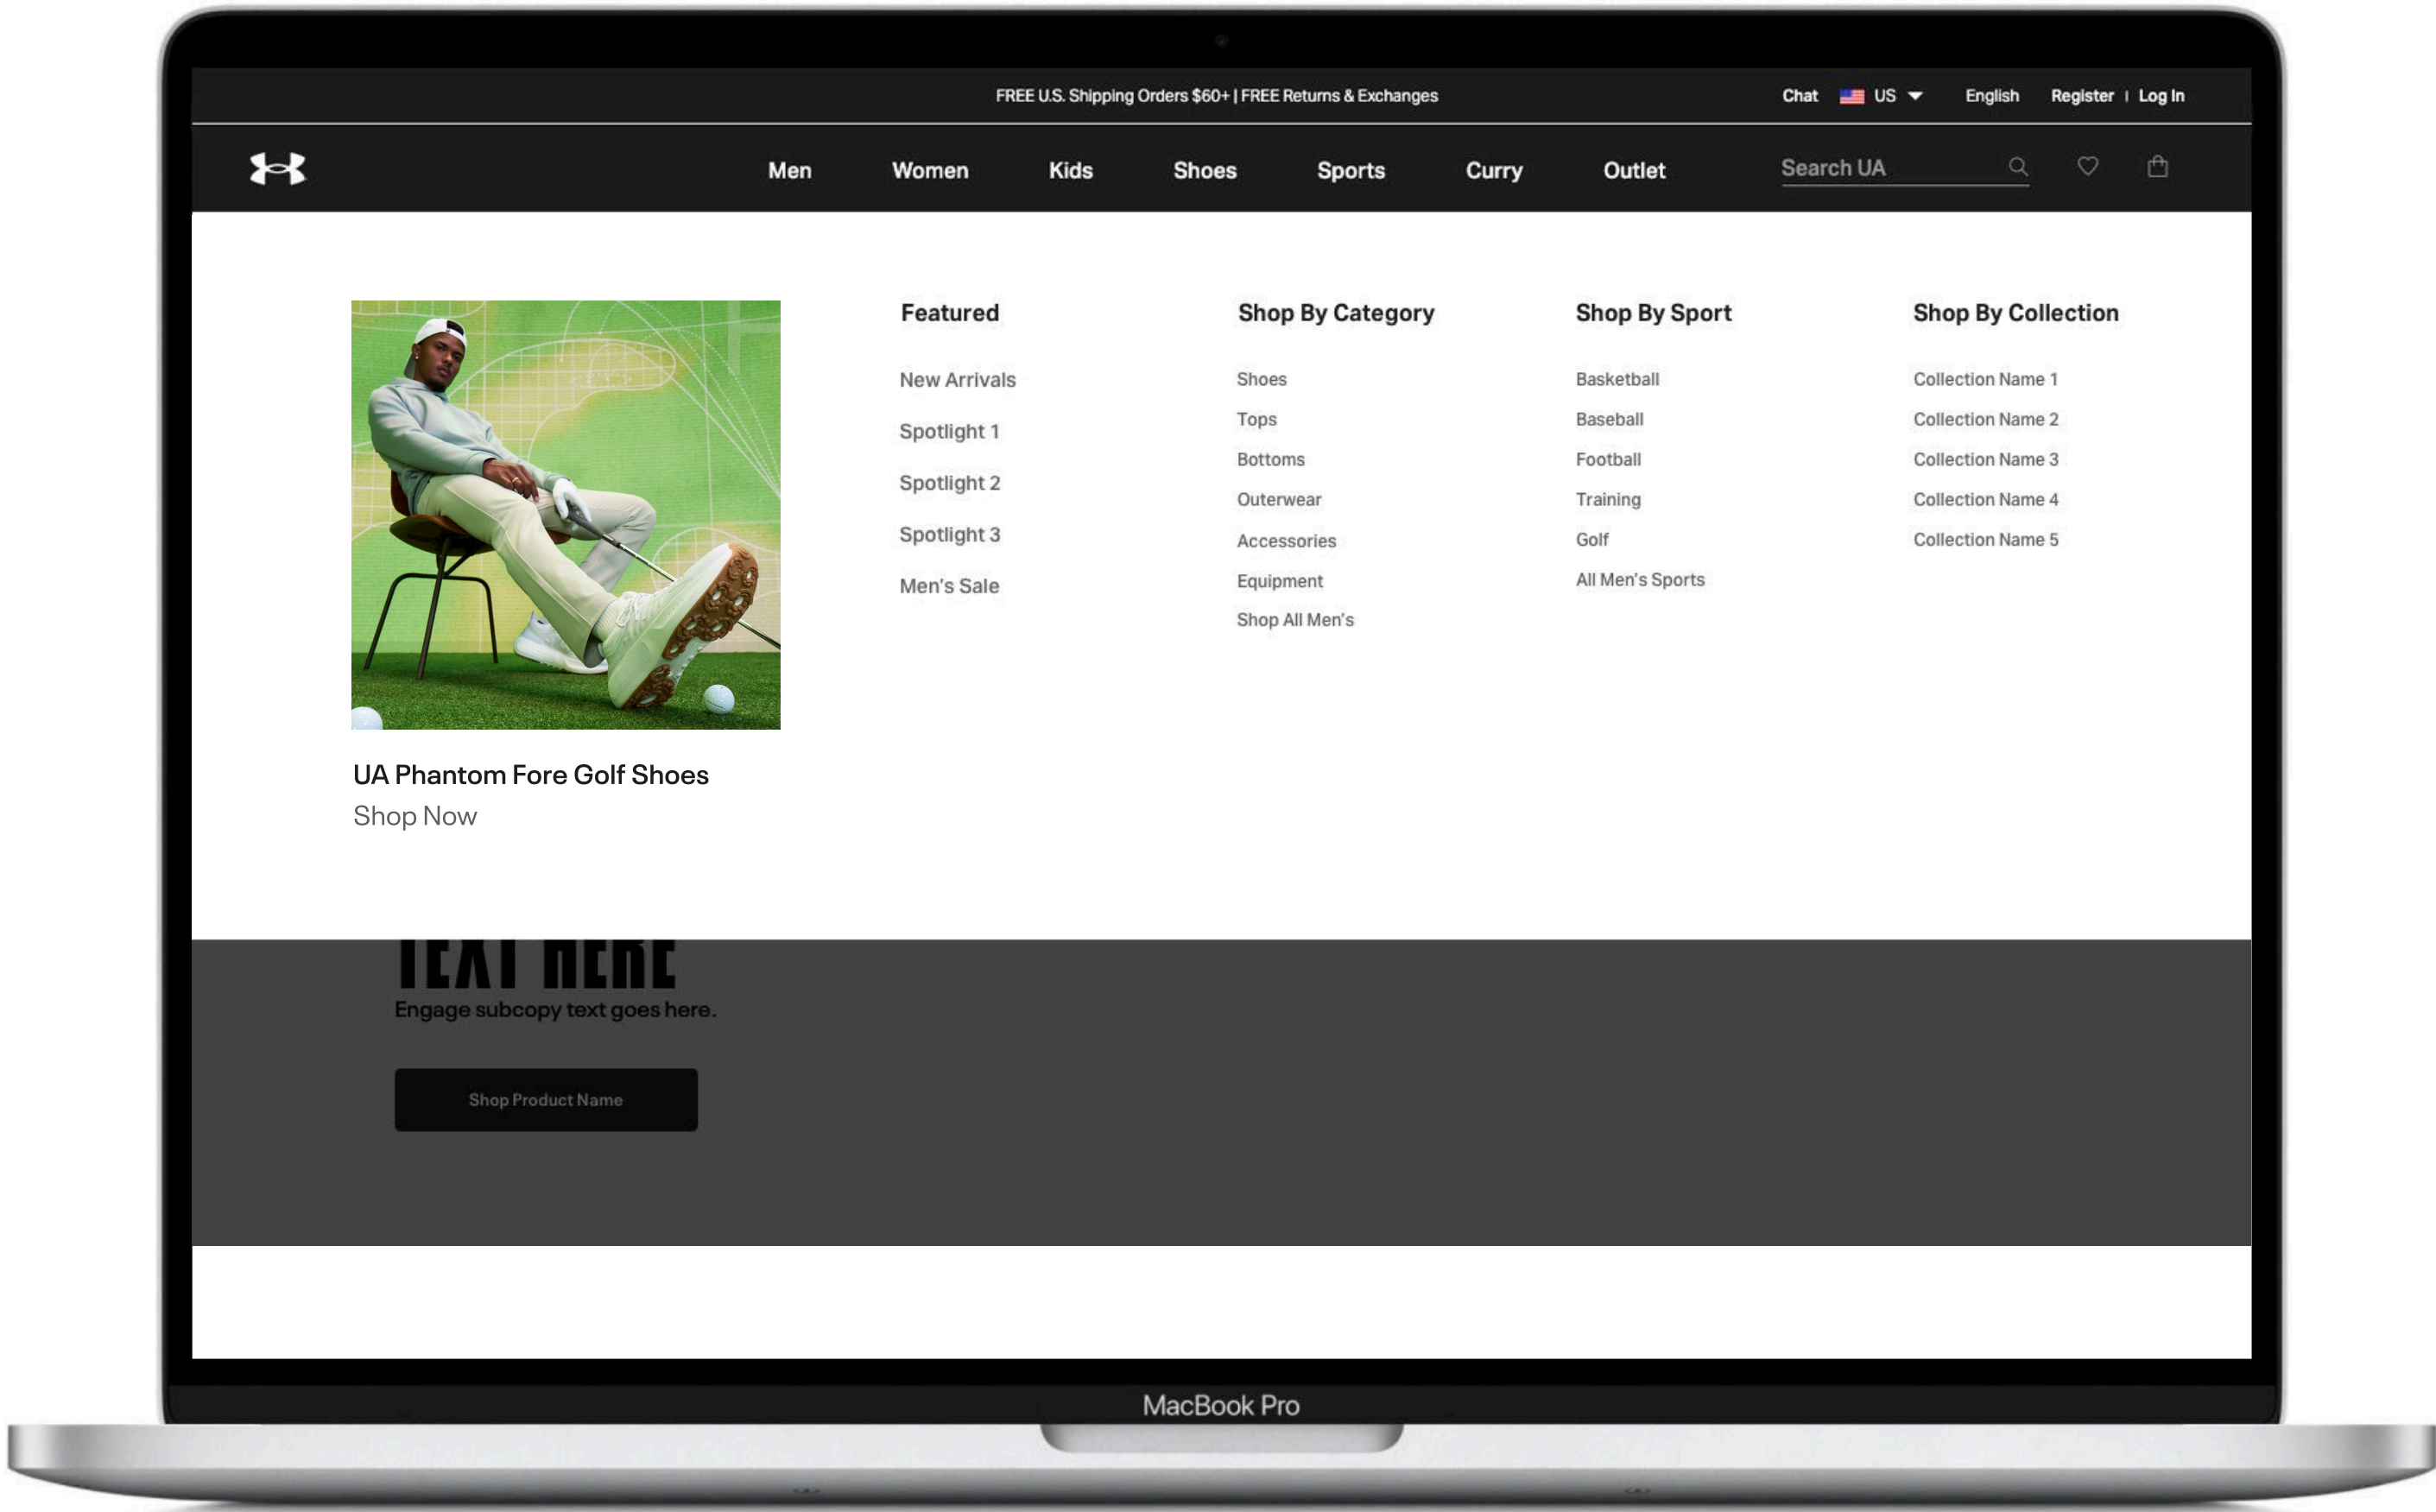 FREE U.S. Shipping Orders $60+ | FREE Returns & Exchanges
Chat US English Register | Log In
Men Women Kids Shoes Sports Curry Outlet Search UA
Featured
New Arrivals
Spotlight 1
Spotlight 2
Spotlight 3
Men's Sale
Shop By Category
Shoes
Tops
Bottoms
Outerwear
Accessories
Equipment
Shop All Men's
Shop By Sport
Basketball
Baseball
Football
Training
Golf
All Men's Sports
Shop By Collection
Collection Name 1
Collection Name 2
Collection Name 3
Collection Name 4
Collection Name 5
UA Phantom Fore Golf Shoes
Shop Now
TEXT HERE
Engage subcopy text goes here.
Shop Product Name
MacBook Pro